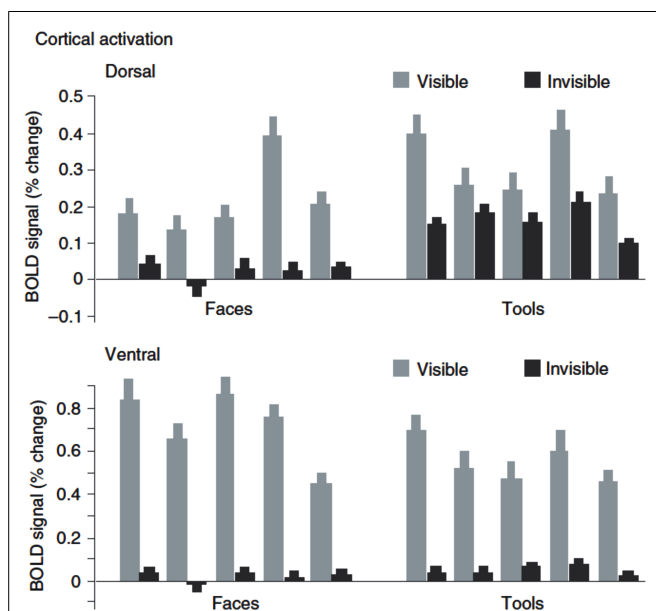 Cortical activation
Dorsal
Visible
Invisible
BOLD signal (% change)
0.5
0.4
0.3
0.2
0.1
0
–0.1
Faces
Tools
Ventral
Visible
Invisible
BOLD signal (% change)
0.8
0.6
0.4
0.2
0
Faces
Tools